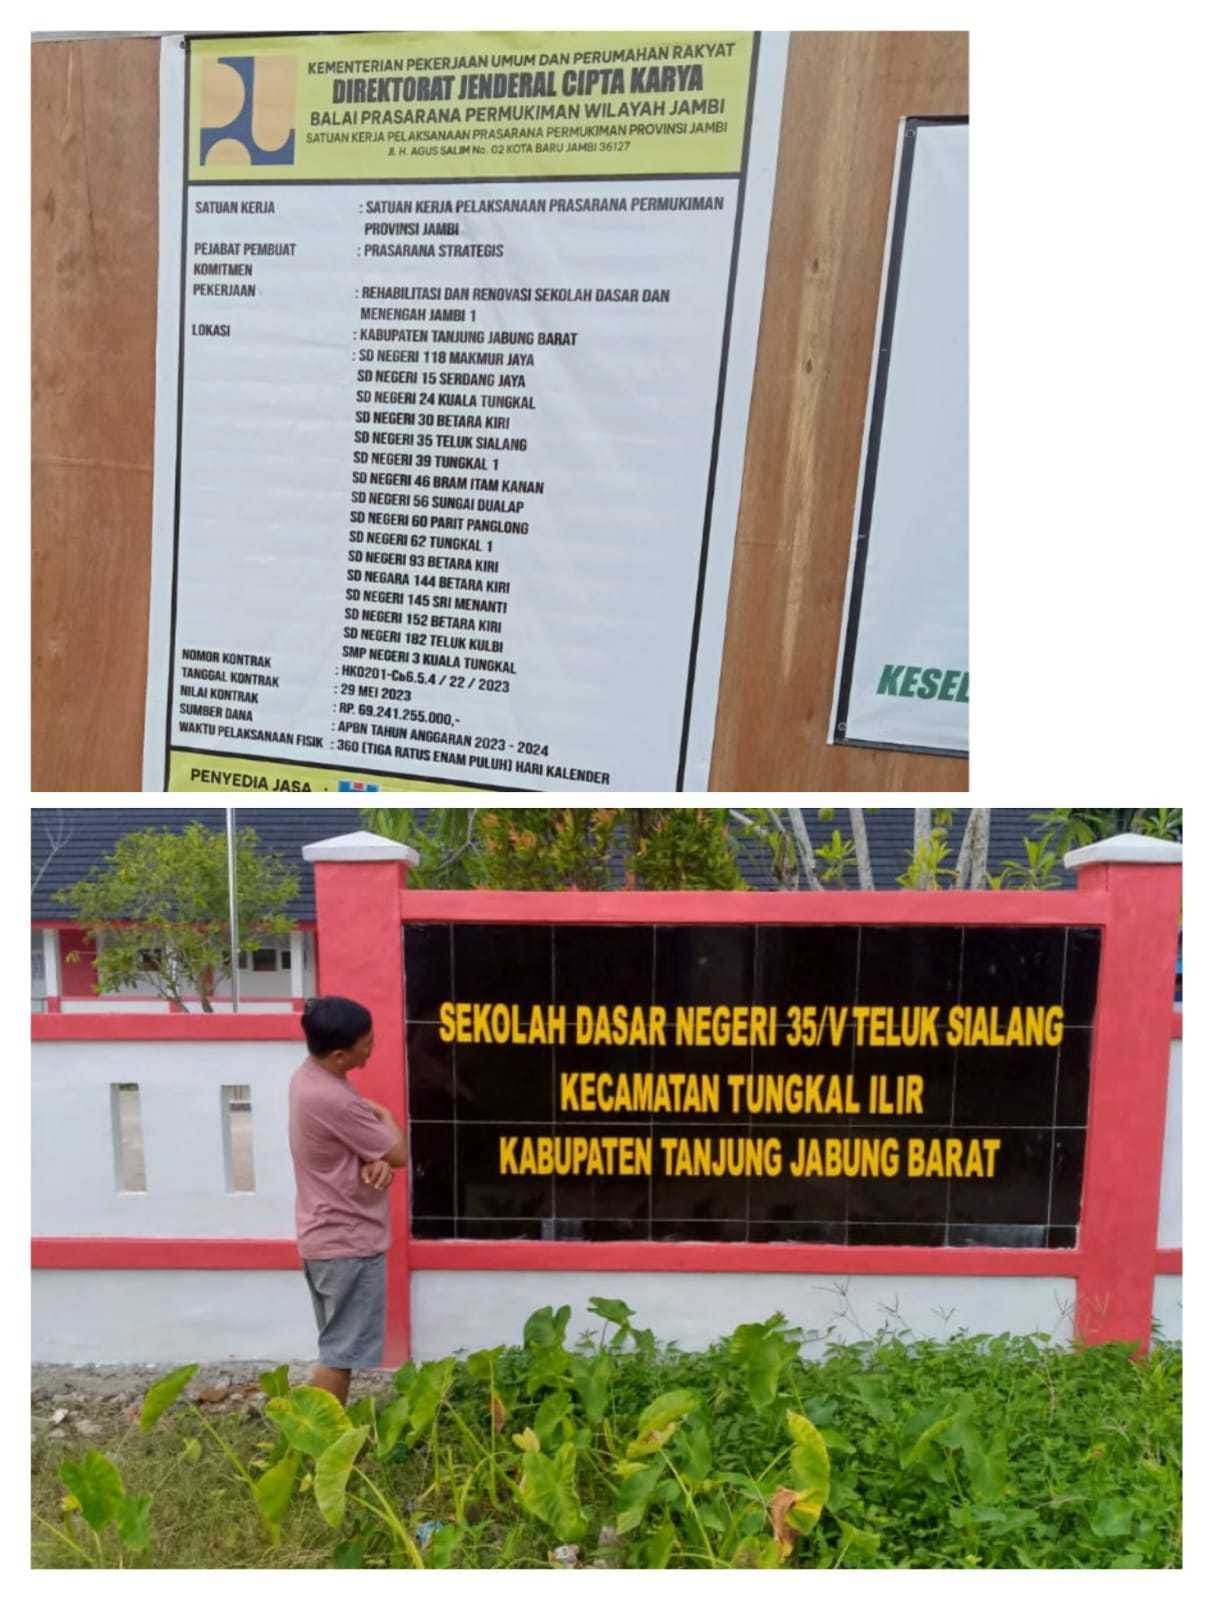 KEMENTERIAN PEKERJAAN UMUM DAN PERUMAHAN RAKYAT
DIREKTORAT JENDERAL CIPTA KARYA
BALAI PRASARANA PERMUKIMAN WILAYAH JAMBI
SATUAN KERJA PELAKSANAAN PRASARANA PERMUKIMAN PROVINSI JAMBI
Jl. H. AGUS SALIM No. 02 KOTA BARU JAMBI 36127
SATUAN KERJA : SATUAN KERJA PELAKSANAAN PRASARANA PERMUKIMAN
PROVINSI JAMBI
PEJABAT PEMBUAT : PRASARANA STRATEGIS
KOMITMEN
PEKERJAAN : REHABILITASI DAN RENOVASI SEKOLAH DASAR DAN
MENENGAH JAMBI 1
LOKASI : KABUPATEN TANJUNG JABUNG BARAT
: SD NEGERI 118 MAKMUR JAYA
SD NEGERI 15 SERDANG JAYA
SD NEGERI 24 KUALA TUNGKAL
SD NEGERI 30 BETARA KIRI
SD NEGERI 35 TELUK SIALANG
SD NEGERI 39 TUNGKAL 1
SD NEGERI 46 BRAM ITAM KANAN
SD NEGERI 56 SUNGAI DUALAP
SD NEGERI 60 PARIT PANGLONG
SD NEGERI 62 TUNGKAL 1
SD NEGERI 93 BETARA KIRI
SD NEGARA 144 BETARA KIRI
SD NEGERI 145 SRI MENANTI
SD NEGERI 152 BETARA KIRI
SD NEGERI 182 TELUK KULBI
SMP NEGERI 3 KUALA TUNGKAL
NOMOR KONTRAK : HK0201-Cb6.5.4 / 22 / 2023
TANGGAL KONTRAK : 29 MEI 2023
NILAI KONTRAK : RP. 69.241.255.000,-
SUMBER DANA : APBN TAHUN ANGGARAN 2023 - 2024
WAKTU PELAKSANAAN FISIK : 360 (TIGA RATUS ENAM PULUH) HARI KALENDER
PENYEDIA JASA :
KESEL
SEKOLAH DASAR NEGERI 35/V TELUK SIALANG
KECAMATAN TUNGKAL ILIR
KABUPATEN TANJUNG JABUNG BARAT